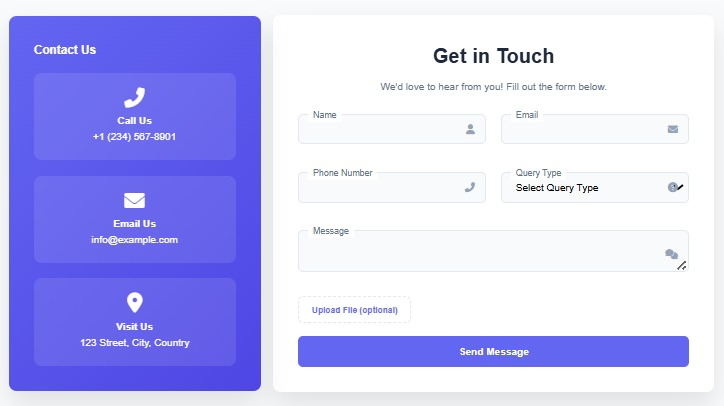 Contact Us
Call Us
+1 (234) 567-8901
Email Us
info@example.com
Visit Us
123 Street, City, Country
Get in Touch
We'd love to hear from you! Fill out the form below.
Name
Email
Phone Number
Query Type
Select Query Type
Message
Upload File (optional)
Send Message